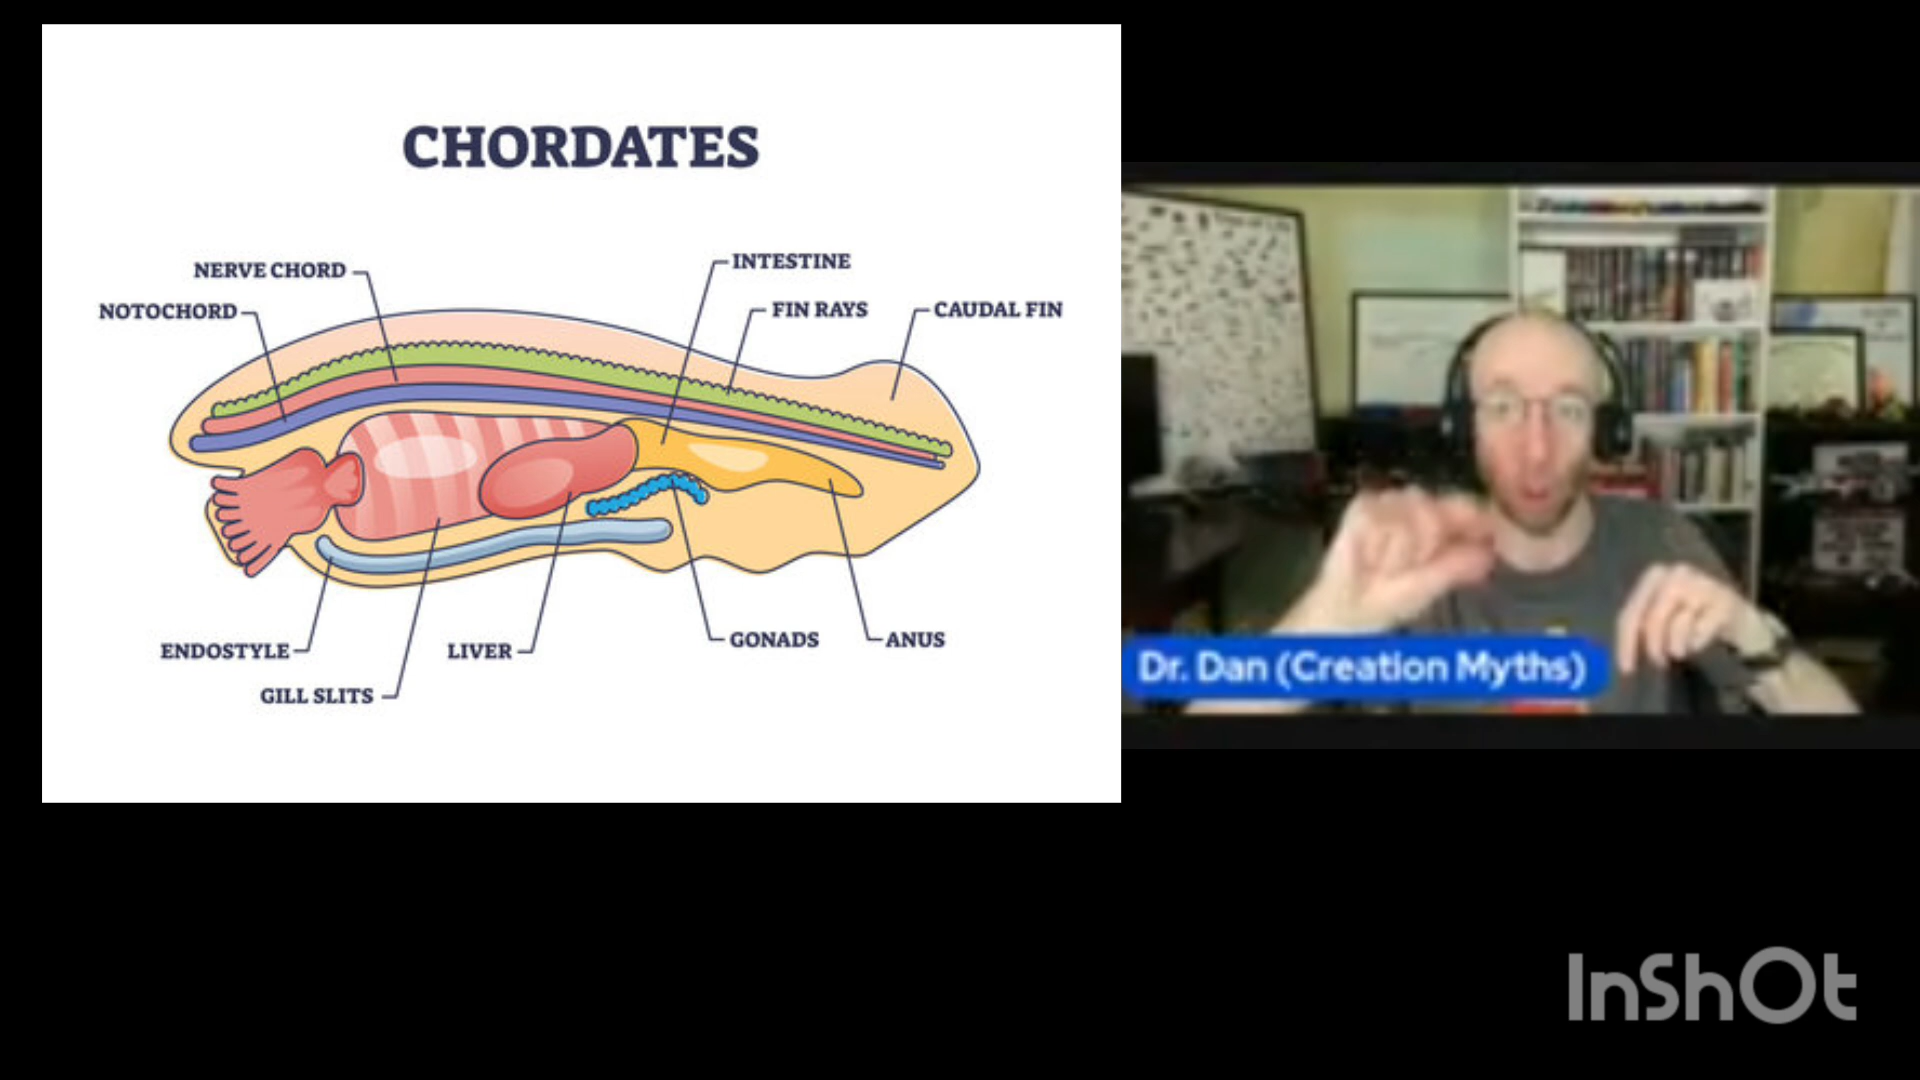 CHORDATES
NERVE CHORD
INTESTINE
NOTOCHORD
FIN RAYS
CAUDAL FIN
ENDOSTYLE
LIVER
GONADS
ANUS
GILL SLITS
Dr. Dan (Creation Myths)
InShOt